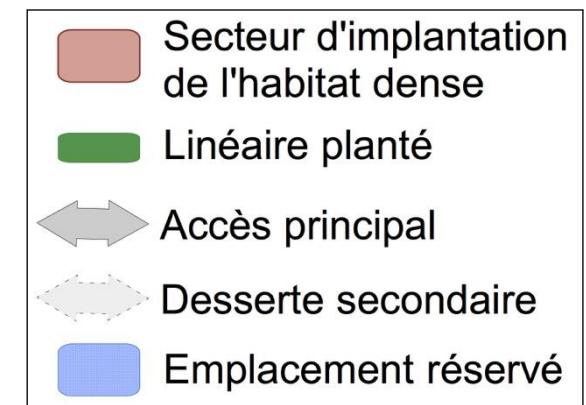 Secteur d'implantation
de l'habitat dense
Linéaire planté
Accès principal
Desserte secondaire
Emplacement réservé